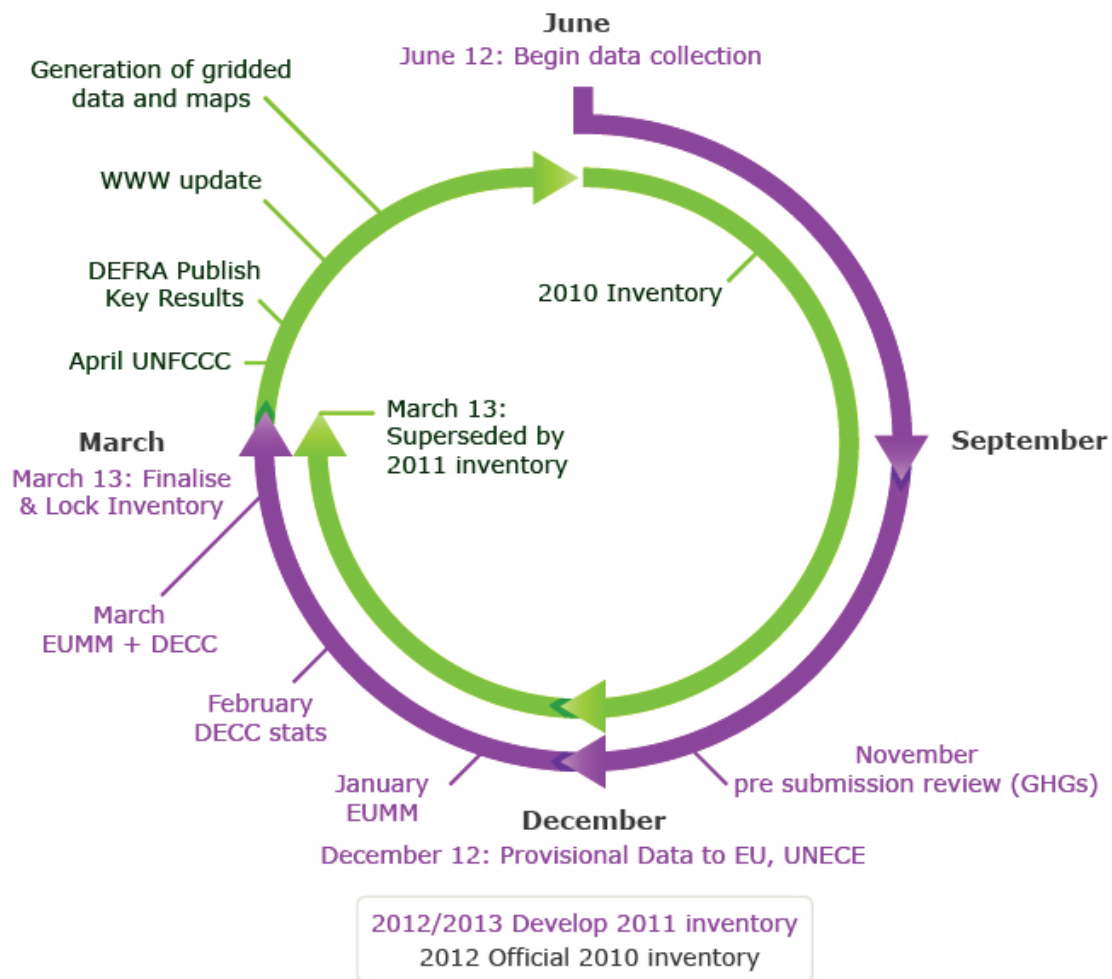 June
June 12: Begin data collection
Generation of gridded
data and maps
WWW update
DEFRA Publish
Key Results
2010 Inventory
April UNFCCC
March 13:
Superseded by
2011 inventory
March
March 13: Finalise
& Lock Inventory
September
March
EUMM + DECC
February
DECC stats
January
EUMM
November
pre submission review (GHGs)
December
December 12: Provisional Data to EU, UNECE
2012/2013 Develop 2011 inventory
2012 Official 2010 inventory